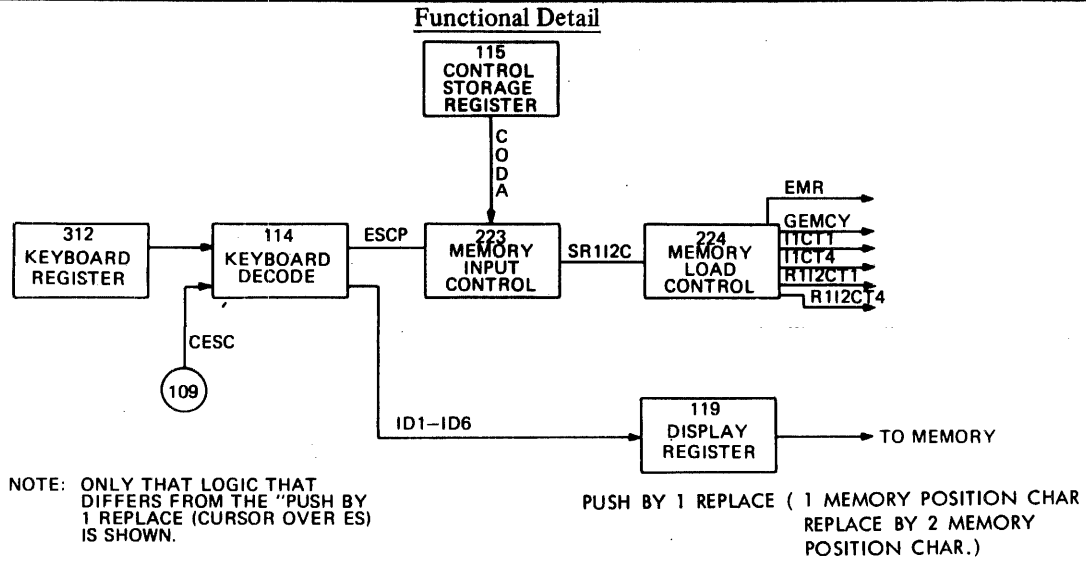 Functional Detail
115
CONTROL
STORAGE
REGISTER
CODA
EMR
GEMCY
I1CT1
I1CT4
R1I2CT1
R1I2CT4
312
KEYBOARD
REGISTER
114
KEYBOARD
DECODE
ESCP
223
MEMORY
INPUT
CONTROL
SR1I2C
224
MEMORY
LOAD
CONTROL
CESC
109
ID1–ID6
119
DISPLAY
REGISTER
TO MEMORY
NOTE: ONLY THAT LOGIC THAT
DIFFERS FROM THE "PUSH BY
1 REPLACE (CURSOR OVER ES)
IS SHOWN.
PUSH BY 1 REPLACE ( 1 MEMORY POSITION CHAR
REPLACE BY 2 MEMORY
POSITION CHAR.)